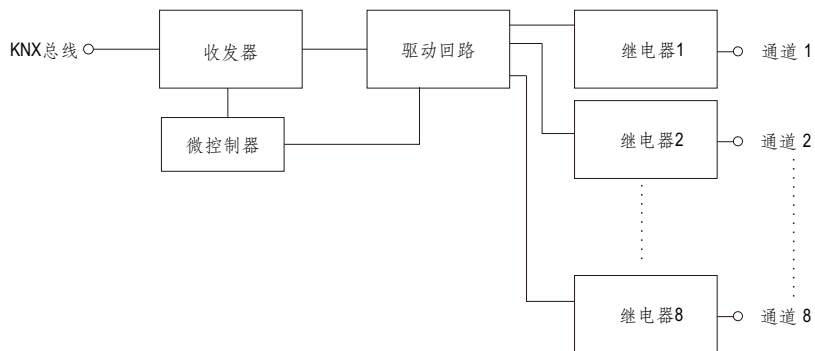 KNX总线
收发器
驱动回路
继电器1
通道 1
微控制器
继电器2
通道 2
继电器8
通道 8